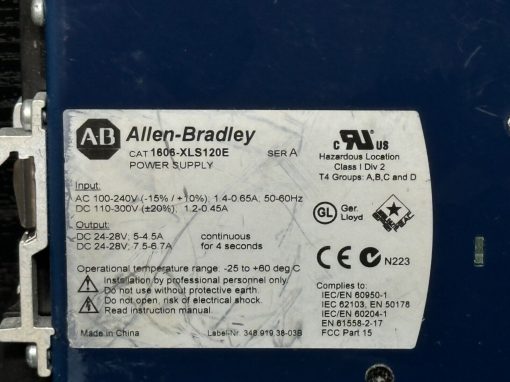 AB Allen-Bradley
CAT 1606-XLS120E SER A
POWER SUPPLY
Input:
AC 100-240V (-15% / +10%), 1.4-0.65A, 50-60Hz
DC 110-300V (±20%), 1.2-0.45A
Output:
DC 24-28V, 5-4.5A continuous
DC 24-28V, 7.5-6.7A for 4 seconds
Operational temperature range: -25 to +60 deg.C
Installation by professional personnel only.
Do not use without protective earth.
Do not open, risk of electrical shock.
Read instruction manual.
Made in China Label-Nr. 348.919.38-03B
c RU US
Hazardous Location
Class I Div 2
T4 Groups: A,B,C and D
GL Ger. Lloyd
CE N223
Complies to:
IEC/EN 60950-1
IEC 62103, EN 50178
IEC/EN 60204-1
EN 61558-2-17
FCC Part 15